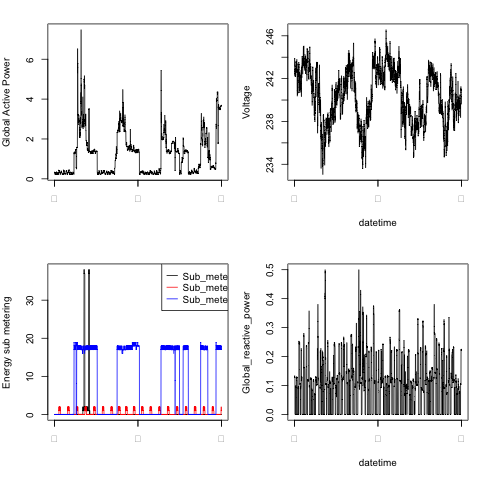 Global Active Power
0 2 4 6
Voltage
234 238 242 246
datetime
Energy sub metering
0 10 20 30
Sub_mete
Sub_mete
Sub_mete
Global_reactive_power
0.0 0.1 0.2 0.3 0.4 0.5
datetime